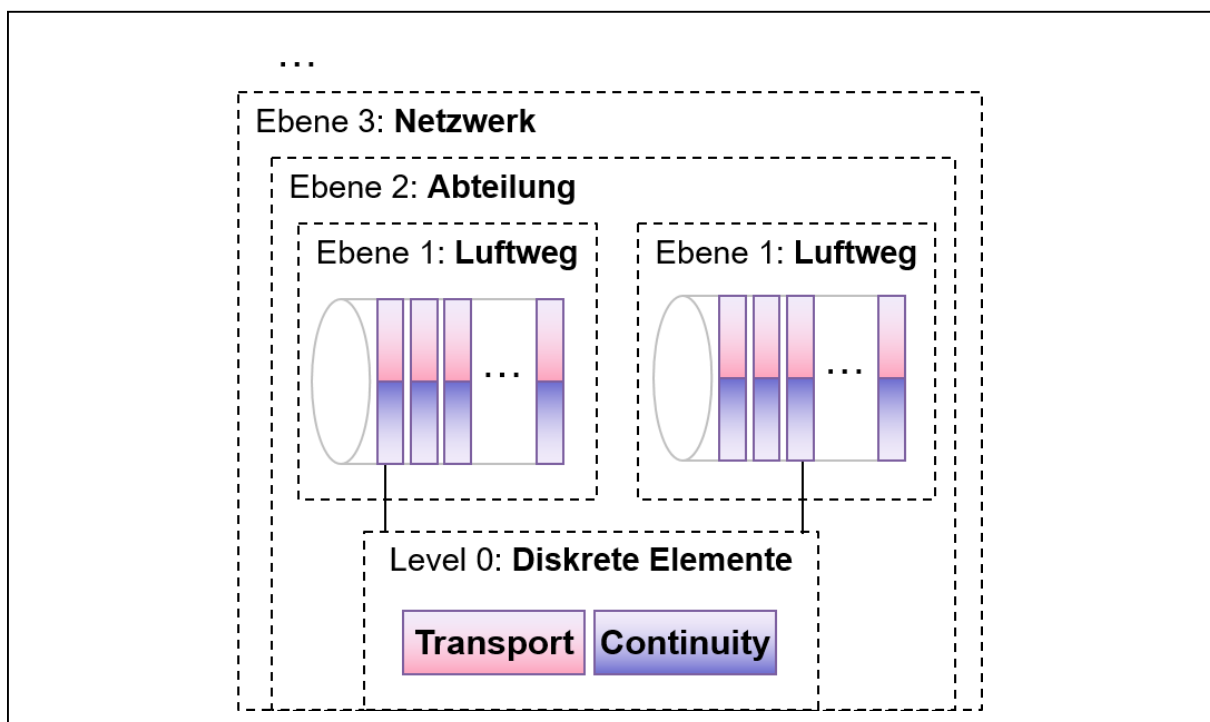 ...
Ebene 3: Netzwerk
Ebene 2: Abteilung
Ebene 1: Luftweg
Ebene 1: Luftweg
...
...
Level 0: Diskrete Elemente
Transport
Continuity